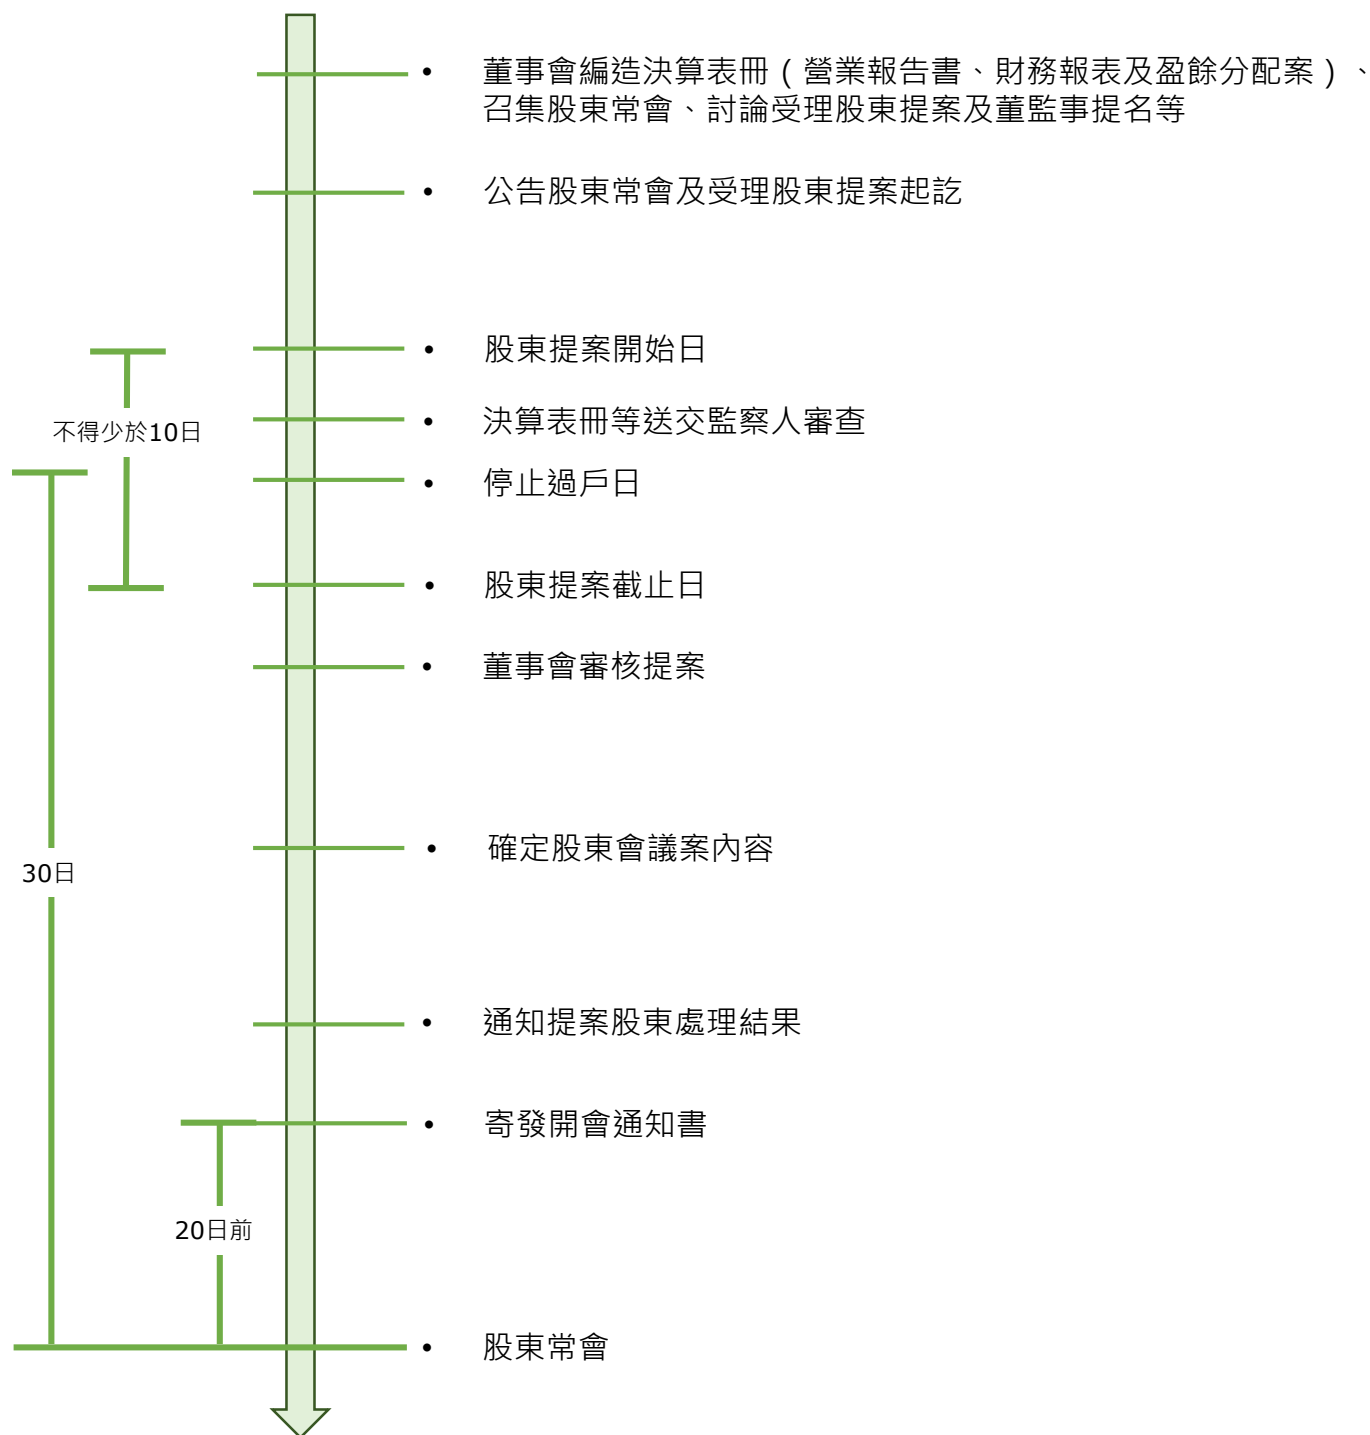 • 董事會編造決算表冊（營業報告書、財務報表及盈餘分配案）、
召集股東常會、討論受理股東提案及董監事提名等
• 公告股東常會及受理股東提案起訖
• 股東提案開始日
不得少於10日
• 決算表冊等送交監察人審查
• 停止過戶日
• 股東提案截止日
• 董事會審核提案
• 確定股東會議案內容
30日
• 通知提案股東處理結果
• 寄發開會通知書
20日前
• 股東常會